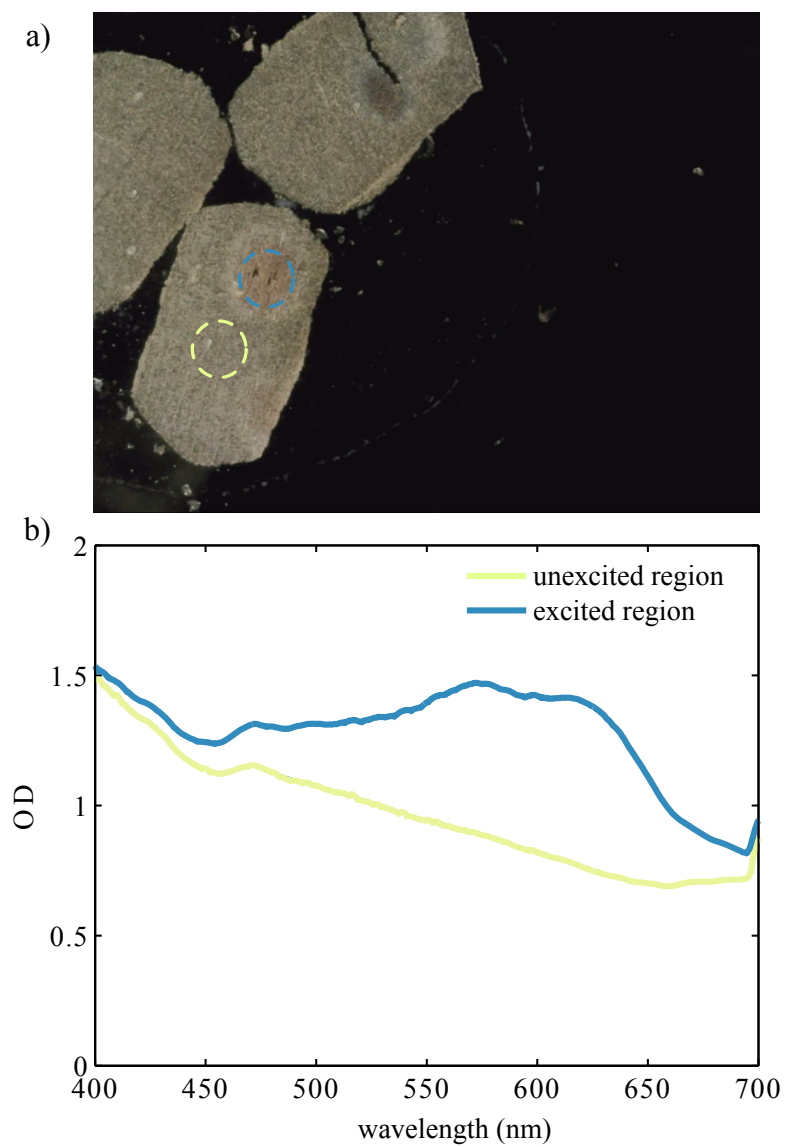 a)
b)
2
1.5
1
0.5
0
OD
unexcited region
excited region
400 450 500 550 600 650 700
wavelength (nm)